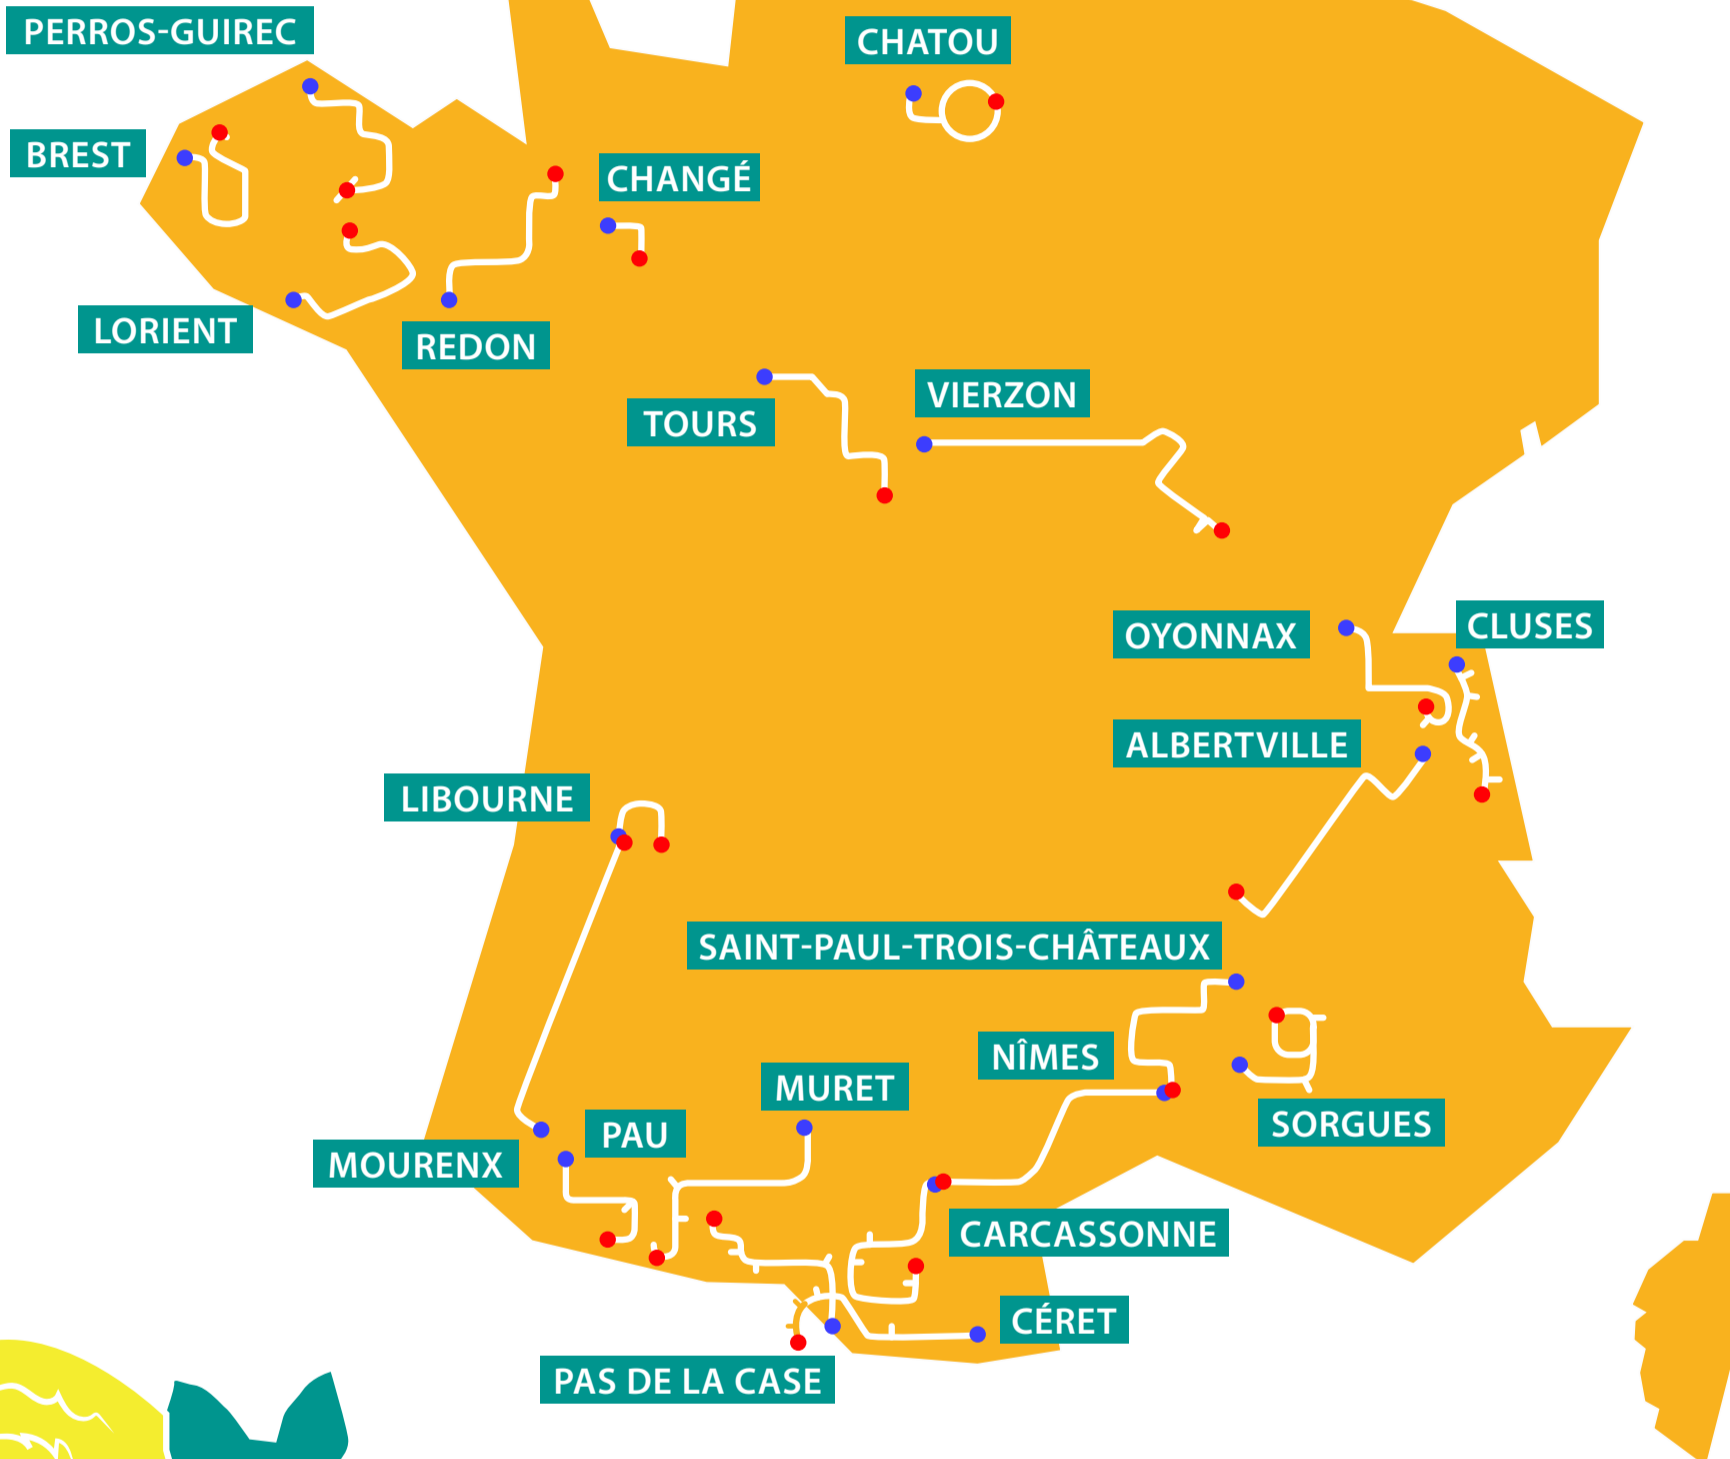 PERROS-GUIREC
CHATOU
BREST
CHANGÉ
LORIENT
REDON
VIERZON
TOURS
OYONNAX
CLUSES
ALBERTVILLE
LIBOURNE
SAINT-PAUL-TROIS-CHÂTEAUX
NÎMES
MURET
SORGUES
PAU
MOURENX
CARCASSONNE
CÉRET
PAS DE LA CASE